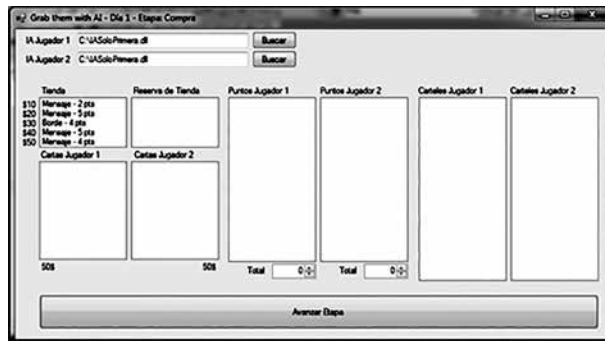 Grab them with AI - Día 1 - Etapa: Compra
IA Jugador 1 C:\IASoloPrimera.dll Buscar
IA Jugador 2 C:\IASoloPrimera.dll Buscar
Tienda Reserva de Tienda Puntos Jugador 1 Puntos Jugador 2 Carteles Jugador 1 Carteles Jugador 2
$10 Mensaje - 2 pts
$20 Mensaje - 5 pts
$30 Borde - 4 pts
$40 Mensaje - 5 pts
$50 Mensaje - 4 pts
Cartas Jugador 1 Cartas Jugador 2
50$ 50$
Total 0 Total 0
Avanzar Etapa